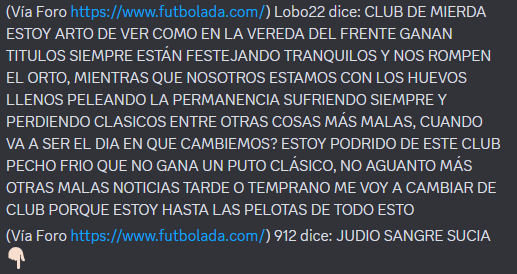 (Vía Foro https://www.futbolada.com/) Lobo22 dice: CLUB DE MIERDA
ESTOY ARTO DE VER COMO EN LA VEREDA DEL FRENTE GANAN
TITULOS SIEMPRE ESTÁN FESTEJANDO TRANQUILOS Y NOS ROMPEN
EL ORTO, MIENTRAS QUE NOSOTROS ESTAMOS CON LOS HUEVOS
LLENOS PELEANDO LA PERMANENCIA SUFRIENDO SIEMPRE Y
PERDIENDO CLASICOS ENTRE OTRAS COSAS MÁS MALAS, CUANDO
VA A SER EL DIA EN QUE CAMBIEMOS? ESTOY PODRIDO DE ESTE CLUB
PECHO FRIO QUE NO GANA UN PUTO CLÁSICO, NO AGUANTO MÁS
OTRAS MALAS NOTICIAS TARDE O TEMPRANO ME VOY A CAMBIAR DE
CLUB PORQUE ESTOY HASTA LAS PELOTAS DE TODO ESTO
(Vía Foro https://www.futbolada.com/) 912 dice: JUDIO SANGRE SUCIA
👇🏻